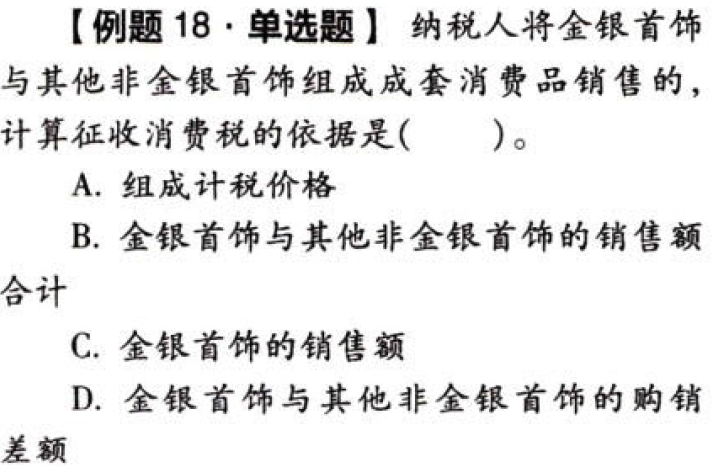 【例题 18·单选题】 纳税人将金银首饰
与其他非金银首饰组成成套消费品销售的，
计算征收消费税的依据是(　　)。
A. 组成计税价格
B. 金银首饰与其他非金银首饰的销售额
合计
C. 金银首饰的销售额
D. 金银首饰与其他非金银首饰的购销
差额